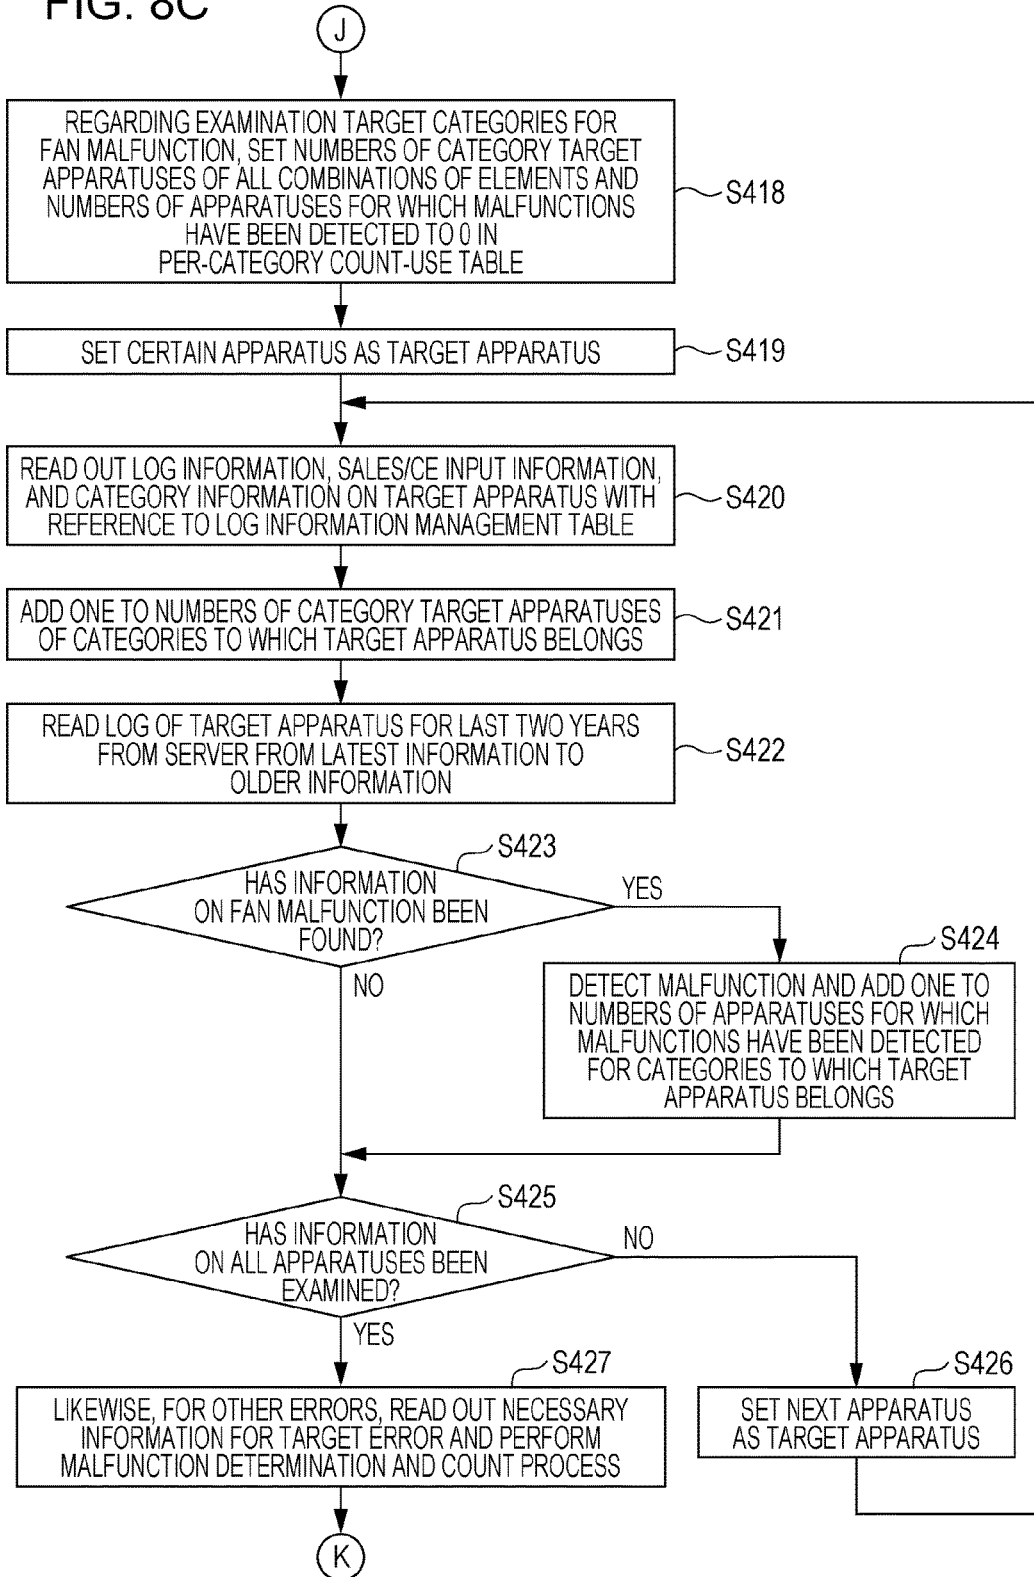 FIG. 8C
J
REGARDING EXAMINATION TARGET CATEGORIES FOR
FAN MALFUNCTION, SET NUMBERS OF CATEGORY TARGET
APPARATUSES OF ALL COMBINATIONS OF ELEMENTS AND
NUMBERS OF APPARATUSES FOR WHICH MALFUNCTIONS
HAVE BEEN DETECTED TO 0 IN
PER-CATEGORY COUNT-USE TABLE
S418
SET CERTAIN APPARATUS AS TARGET APPARATUS
S419
READ OUT LOG INFORMATION, SALES/CE INPUT INFORMATION,
AND CATEGORY INFORMATION ON TARGET APPARATUS WITH
REFERENCE TO LOG INFORMATION MANAGEMENT TABLE
S420
ADD ONE TO NUMBERS OF CATEGORY TARGET APPARATUSES
OF CATEGORIES TO WHICH TARGET APPARATUS BELONGS
S421
READ LOG OF TARGET APPARATUS FOR LAST TWO YEARS
FROM SERVER FROM LATEST INFORMATION TO
OLDER INFORMATION
S422
S423
HAS INFORMATION
ON FAN MALFUNCTION BEEN
FOUND?
YES
NO
S424
DETECT MALFUNCTION AND ADD ONE TO
NUMBERS OF APPARATUSES FOR WHICH
MALFUNCTIONS HAVE BEEN DETECTED
FOR CATEGORIES TO WHICH TARGET
APPARATUS BELONGS
S425
HAS INFORMATION
ON ALL APPARATUSES BEEN
EXAMINED?
NO
YES
S427
LIKEWISE, FOR OTHER ERRORS, READ OUT NECESSARY
INFORMATION FOR TARGET ERROR AND PERFORM
MALFUNCTION DETERMINATION AND COUNT PROCESS
S426
SET NEXT APPARATUS
AS TARGET APPARATUS
K